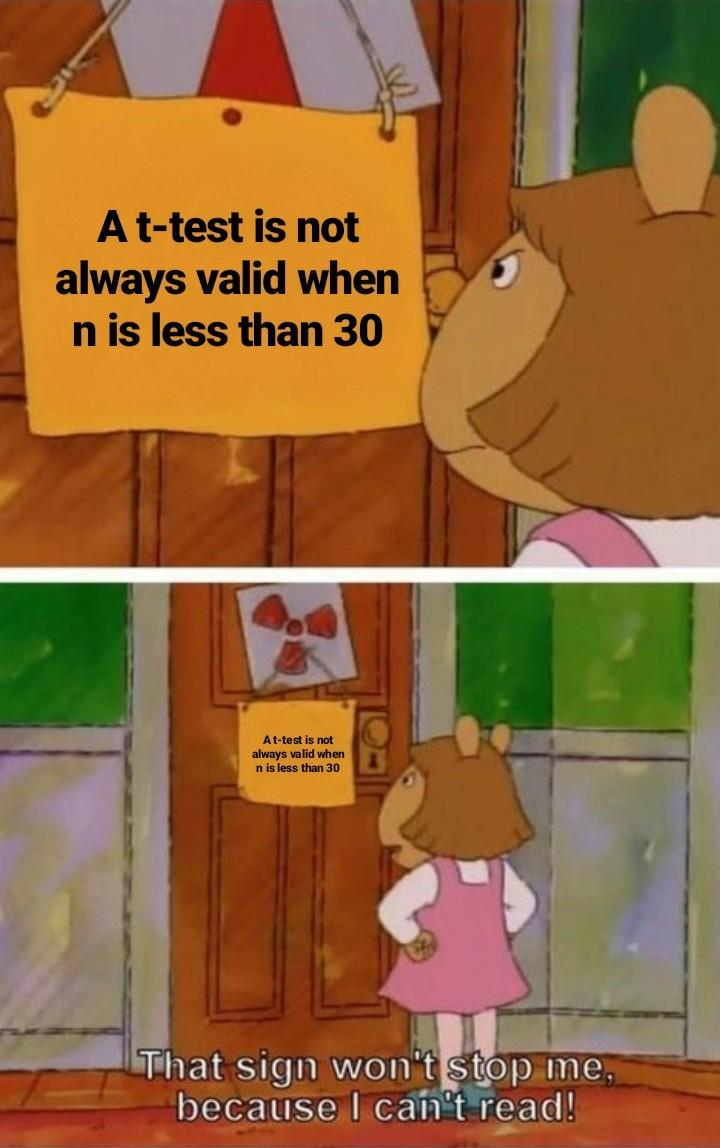 A t-test is not
always valid when
n is less than 30
A t-test is not
always valid when
n is less than 30
That sign won't stop me,
because I can't read!